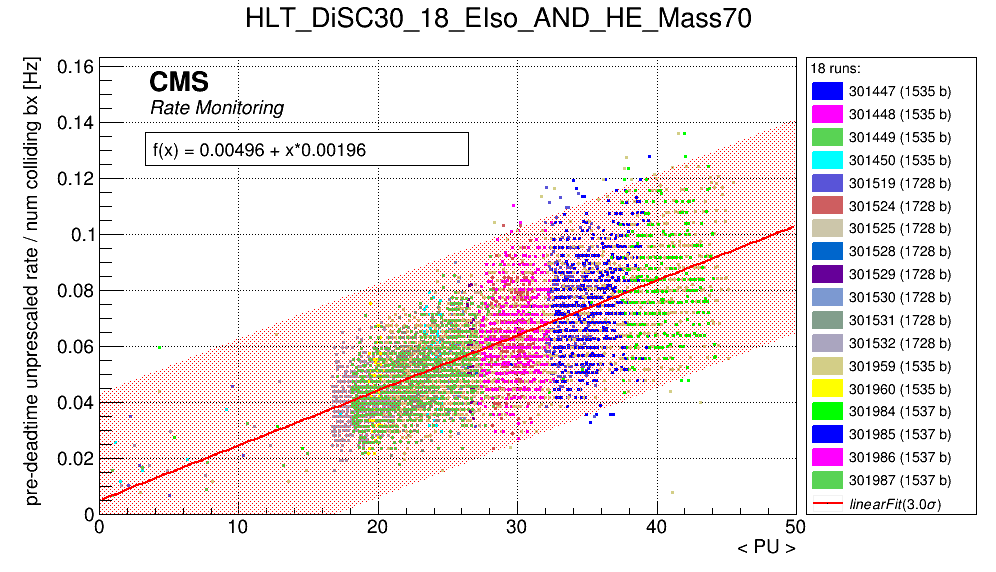 HLT_DiSC30_18_EIso_AND_HE_Mass70
pre-deadtime unprescaled rate / num colliding bx [Hz]
0.16
0.14
0.12
0.1
0.08
0.06
0.04
0.02
0
CMS
Rate Monitoring
f(x) = 0.00496 + x*0.00196
0 10 20 30 40 50
< PU >
18 runs:
301447 (1535 b)
301448 (1535 b)
301449 (1535 b)
301450 (1535 b)
301519 (1728 b)
301524 (1728 b)
301525 (1728 b)
301528 (1728 b)
301529 (1728 b)
301530 (1728 b)
301531 (1728 b)
301532 (1728 b)
301959 (1535 b)
301960 (1535 b)
301984 (1537 b)
301985 (1537 b)
301986 (1537 b)
301987 (1537 b)
linearFit(3.0σ)